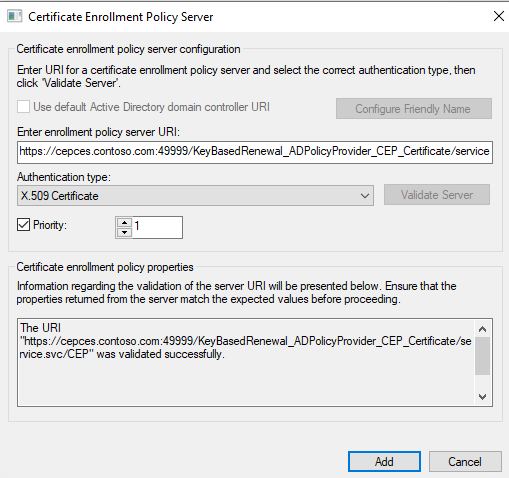 Certificate Enrollment Policy Server
Certificate enrollment policy server configuration
Enter URI for a certificate enrollment policy server and select the correct authentication type, then
click 'Validate Server'.
Use default Active Directory domain controller URI
Configure Friendly Name
Enter enrollment policy server URI:
https://cepces.contoso.com:49999/KeyBasedRenewal_ADPolicyProvider_CEP_Certificate/service
Authentication type:
X.509 Certificate
Validate Server
Priority:
1
Certificate enrollment policy properties
Information regarding the validation of the server URI will be presented below. Ensure that the
properties returned from the server match the expected values before proceeding.
The URI
"https://cepces.contoso.com:49999/KeyBasedRenewal_ADPolicyProvider_CEP_Certificate/se
rvice.svc/CEP" was validated successfully.
Add
Cancel